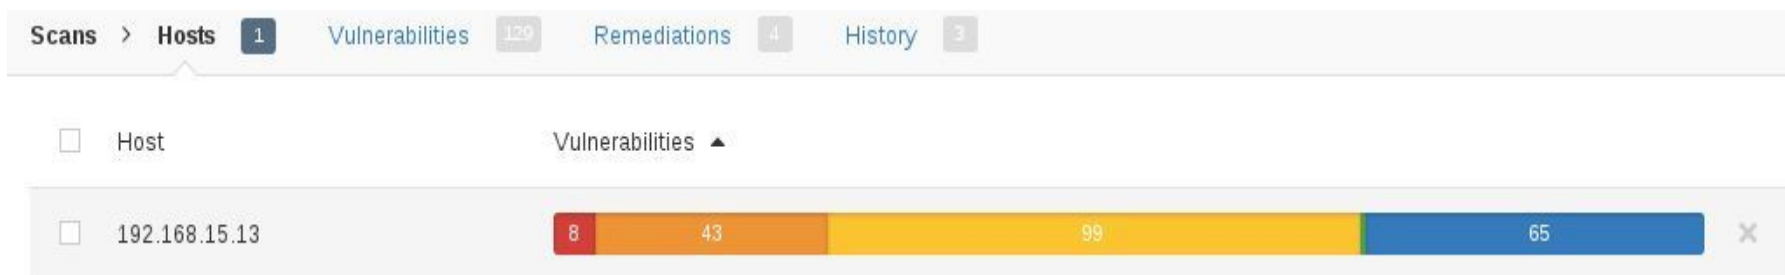 Scans > Hosts 1 Vulnerabilities 129 Remediations 4 History 3
Host Vulnerabilities ▲
192.168.15.13 8 43 99 65 ×